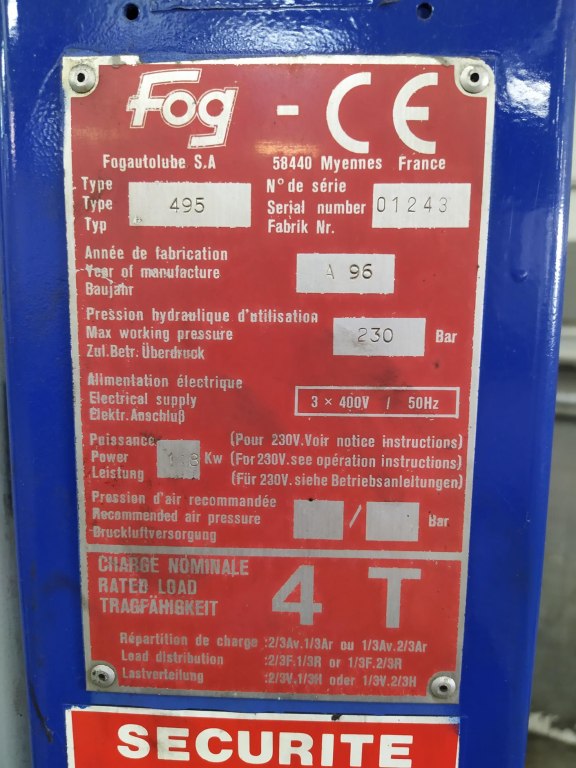 Fog - CE
Fogautolube S.A 58440 Myennes France
Type
Type 495
Typ
N° de série
Serial number 01243
Fabrik Nr.
Année de fabrication
Year of manufacture A 96
Baujahr
Pression hydraulique d'utilisation
Max working pressure 230 Bar
Zul.Betr. Überdruck
Alimentation électrique
Electrical supply 3 × 400V / 50Hz
Elektr.Anschluß
Puissance (Pour 230V.Voir notice instructions)
Power Kw (For 230V.see operation instructions)
Leistung (Für 230V.siehe Betriebsanleitungen)
Pression d'air recommandée
Recommended air pressure / Bar
Druckluftversorgung
CHARGE NOMINALE
RATED LOAD 4 T
TRAGFÄHIGKEIT
Répartition de charge :2/3Av.1/3Ar ou 1/3Av.2/3Ar
Load distribution :2/3F.1/3R or 1/3F.2/3R
Lastverteilung :2/3V.1/3H oder 1/3V.2/3H
SECURITE